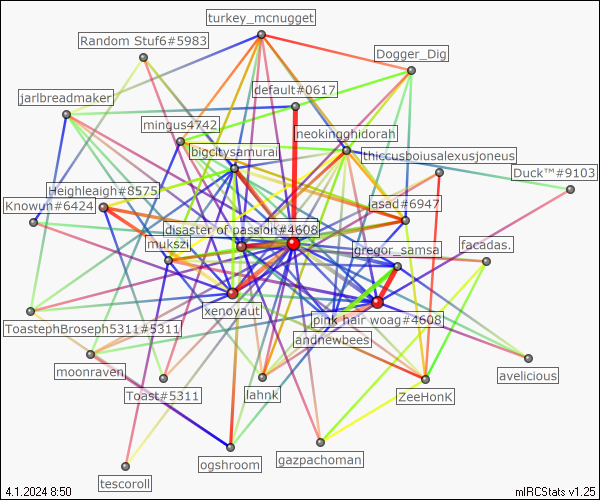 turkey_mcnugget
Random Stuf6#5983
Dogger_Dig
default#0617
jarlbreadmaker
mingus4742
neokingghidorah
bigcitysamurai
thiccusbousalexusjoneus
Duck™#9103
Heighleigh#8575
Knowun#6424
asad#6947
disaster of passion#4608
mukszi
gregor_samsa
facadas.
xenoyaut
ToastephBroseph5311#5311
pink hair woag#4608
andnewbees
moonraven
avelicious
Toast#5311
lahnk
ZeeHonK
ogshroom
gazpachoman
tescoroll
4.1.2024 8:50
mIRCStats v1.25